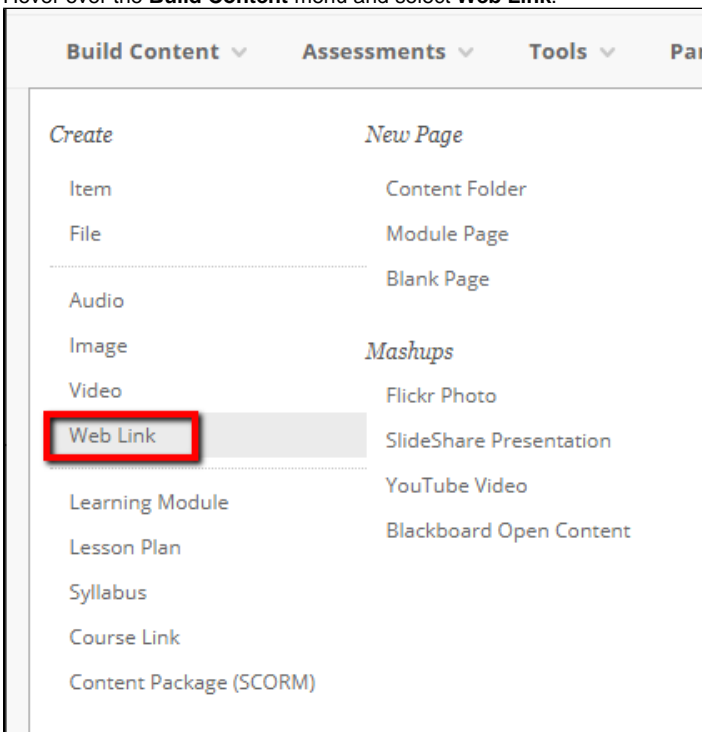 Hover over the Build Content menu and select Web Link.
Build Content Assessments Tools
Create
Item
File
Audio
Image
Video
Web Link
Learning Module
Lesson Plan
Syllabus
Course Link
Content Package (SCORM)
New Page
Content Folder
Module Page
Blank Page
Mashups
Flickr Photo
SlideShare Presentation
YouTube Video
Blackboard Open Content